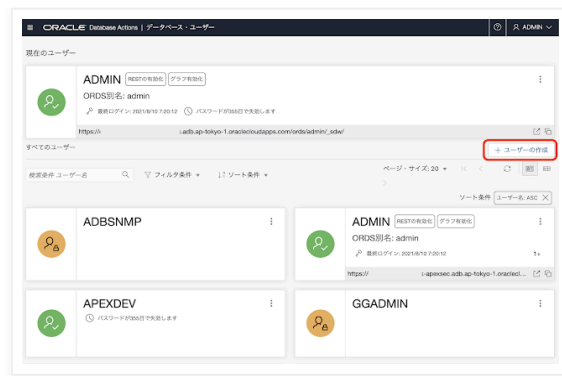 ORACLE Database Actions | データベース・ユーザー
ADMIN
現在のユーザー
ADMIN RESTの有効化 グラフ有効化
ORDS別名: admin
最終ログイン: 2021/8/10 7:20:12 パスワードが355日で失効します
https://
.adb.ap-tokyo-1.oraclecloudapps.com/ords/admin/_sdw/
すべてのユーザー
+ ユーザーの作成
検索条件 ユーザー名
フィルタ条件
ソート条件
ページ・サイズ: 20
ソート条件 ユーザー名: ASC
ADBSNMP
ADMIN RESTの有効化 グラフ有効化
ORDS別名: admin
最終ログイン: 2021/8/10 7:20:12
https://
-apexsec.adb.ap-tokyo-1.oraclecl...
APEXDEV
パスワードが355日で失効します
GGADMIN